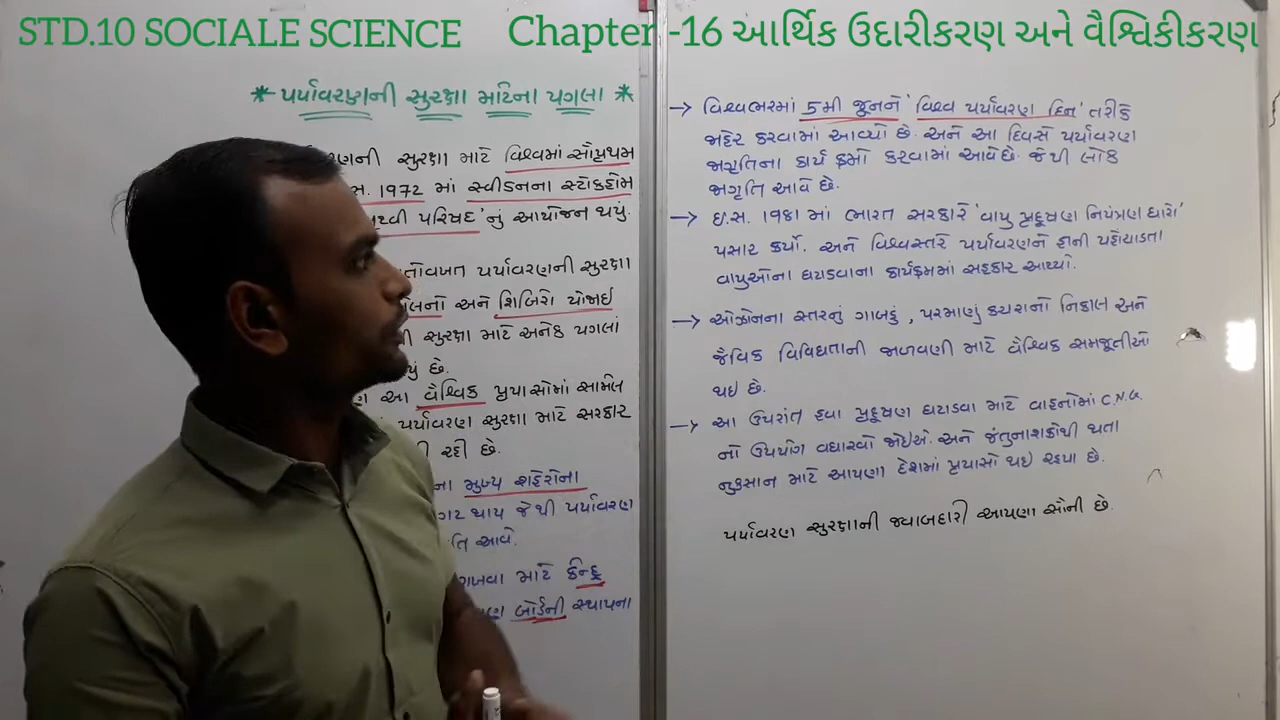 STD.10 SOCIALE SCIENCE Chapter -16 આર્થિક ઉદારીકરણ અને વૈશ્વિકીકરણ
* પર્યાવરણની સુરક્ષા માટેના પગલા *
ણની સુરક્ષા માટે વિશ્વમાં સૌપ્રથમ
સ. 1972 માં સ્વીડનના સ્ટોકહોમ
પૃથ્વી પરિષદ' નું આયોજન થયું.
પર્યાવરણની સુરક્ષા
અને શિબિરો યોજાઈ
સુરક્ષા માટે અનેક પગલાં
છે.
આ વૈશ્વિક પ્રયાસોમાં સામેલ
પર્યાવરણ સુરક્ષા માટે સરકાર
રહી છે.
ના મુખ્ય શહેરોના
થાય જેથી પર્યાવરણ
આવે.
માટે કેન્દ્ર
બોર્ડની સ્થાપના
→ વિશ્વભરમાં 5મી જૂનને 'વિશ્વ પર્યાવરણ દિન' તરીકે
જાહેર કરવામાં આવ્યો છે. અને આ દિવસે પર્યાવરણ
જાગૃતિના કાર્યક્રમો કરવામાં આવે છે. જેથી લોક
જાગૃતિ આવે છે.
→ ઇ.સ. ૧૯૮૧ માં ભારત સરકારે 'વાયુ પ્રદૂષણ નિયંત્રણ ધારો'
પસાર કર્યો. અને વિશ્વસ્તરે પર્યાવરણને હાની પહોચાડતા
વાયુઓના ઘટાડવાના કાર્યક્રમમાં સહકાર આપ્યો.
→ ઓઝોનના સ્તરનું ગાબડું , પરમાણું કચરાનો નિકાલ અને
જૈવિક વિવિધતાની જાળવણી માટે વૈશ્વિક સમજૂતીઓ
થઇ છે.
→ આ ઉપરાંત હવા પ્રદૂષણ ઘટાડવા માટે વાહનોમાં C.N.G.
નો ઉપયોગ વધારવો જોઇએ. અને જંતુનાશકોથી થતા
નુકસાન માટે આપણા દેશમાં પ્રયાસો થઇ રહ્યા છે.
પર્યાવરણ સુરક્ષાની જવાબદારી આપણા સૌની છે.